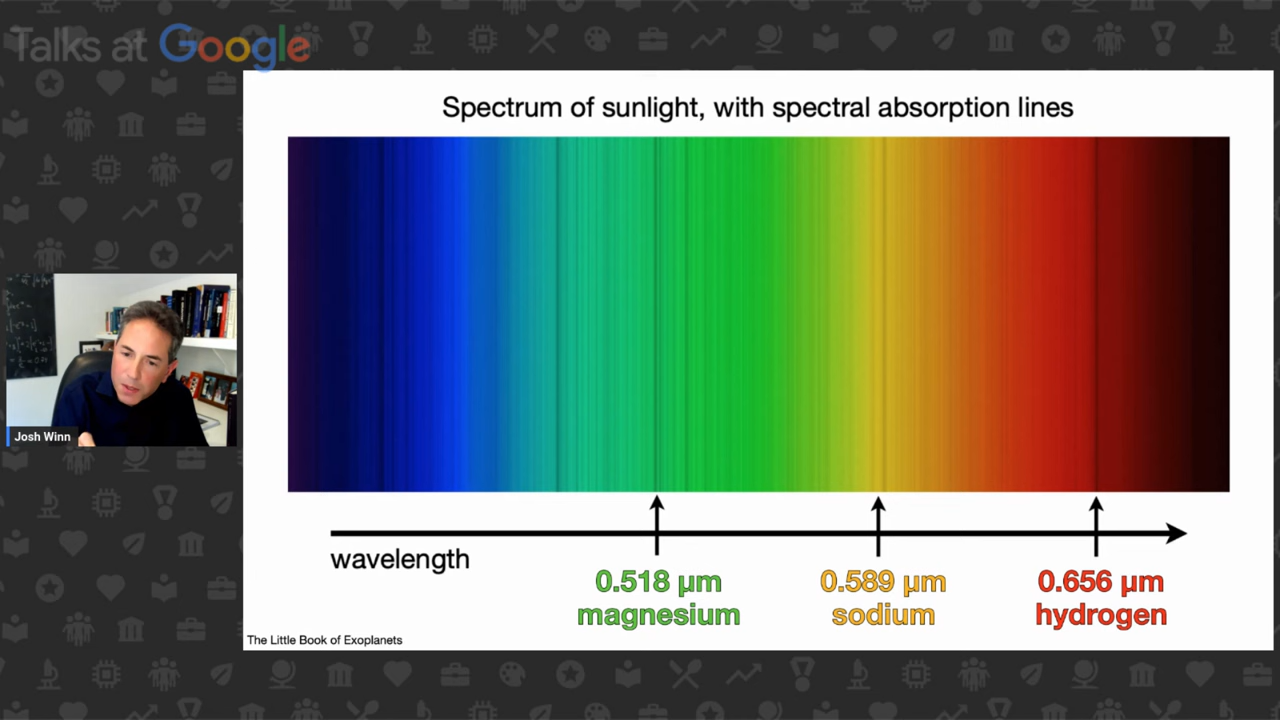 Talks at Google
Spectrum of sunlight, with spectral absorption lines
wavelength
0.518 µm
magnesium
0.589 µm
sodium
0.656 µm
hydrogen
The Little Book of Exoplanets
Josh Winn